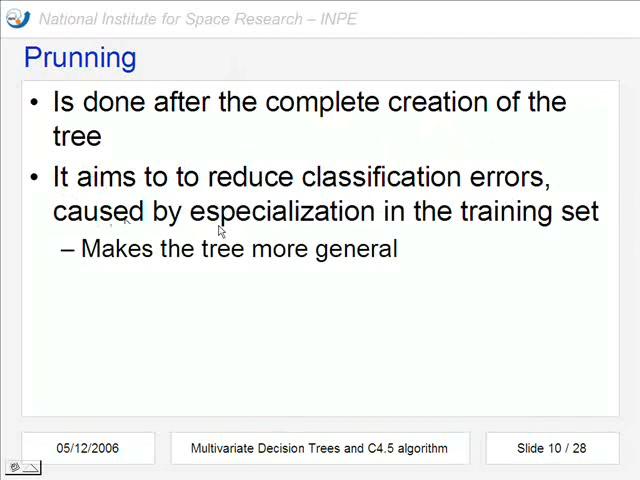 National Institute for Space Research – INPE
Prunning
• Is done after the complete creation of the
tree
• It aims to to reduce classification errors,
caused by especialization in the training set
– Makes the tree more general
05/12/2006
Multivariate Decision Trees and C4.5 algorithm
Slide 10 / 28